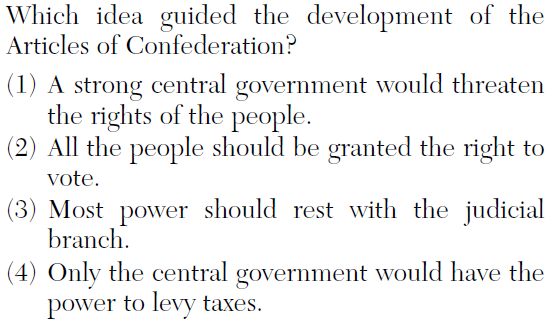 Which idea guided the development of the
Articles of Confederation?
(1) A strong central government would threaten
the rights of the people.
(2) All the people should be granted the right to
vote.
(3) Most power should rest with the judicial
branch.
(4) Only the central government would have the
power to levy taxes.